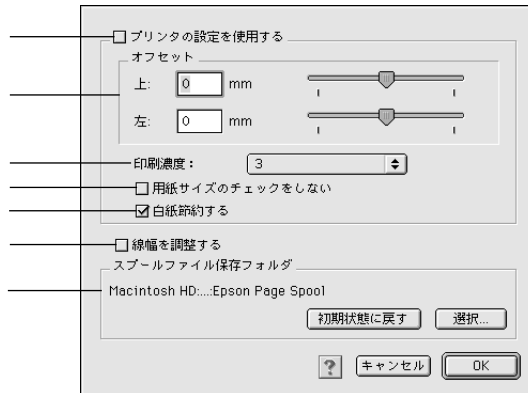 プリンタの設定を使用する
オフセット
上: 0 mm
左: 0 mm
印刷濃度： 3
用紙サイズのチェックをしない
白紙節約する
線幅を調整する
スプールファイル保存フォルダ
Macintosh HD:...:Epson Page Spool
初期状態に戻す 選択...
? キャンセル OK